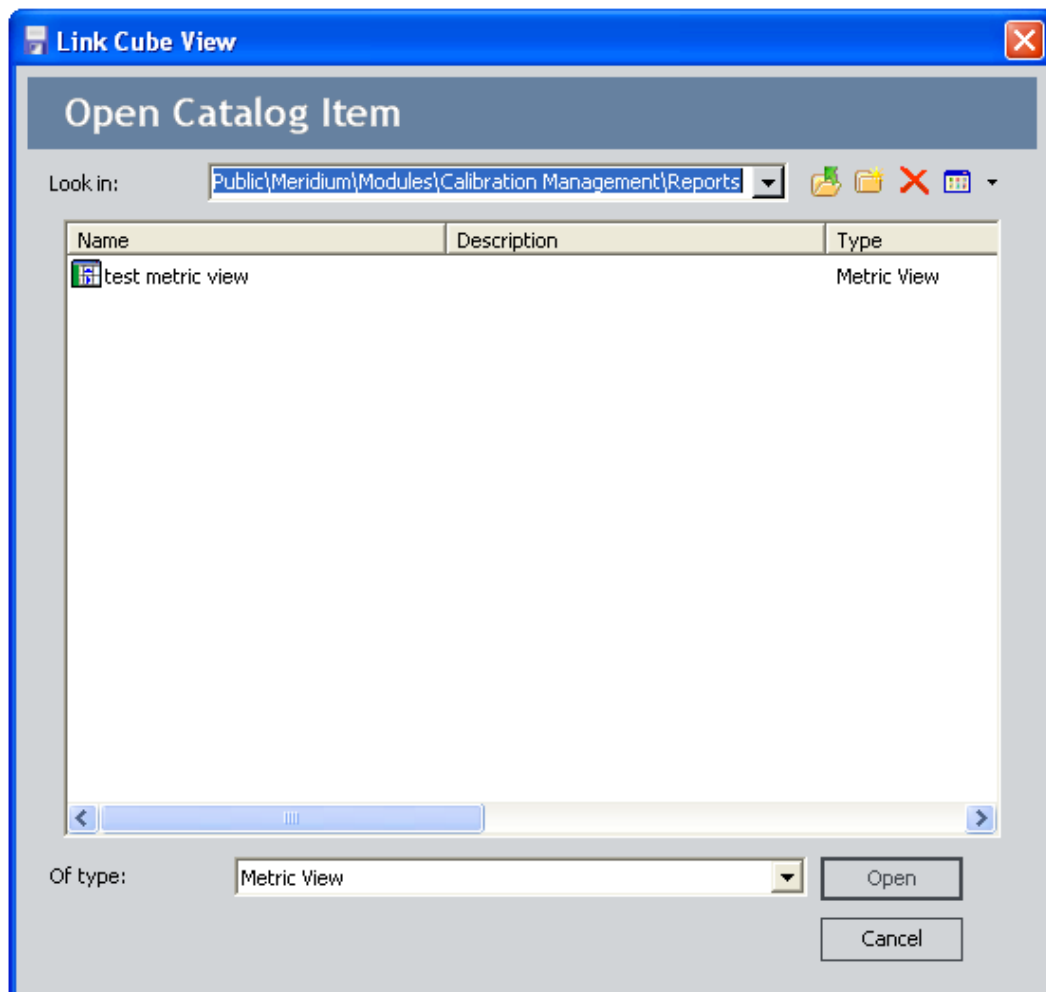 Link Cube View
Open Catalog Item
Look in: Public\Meridium\Modules\Calibration Management\Reports
Name Description Type
test metric view Metric View
Of type: Metric View Open
Cancel